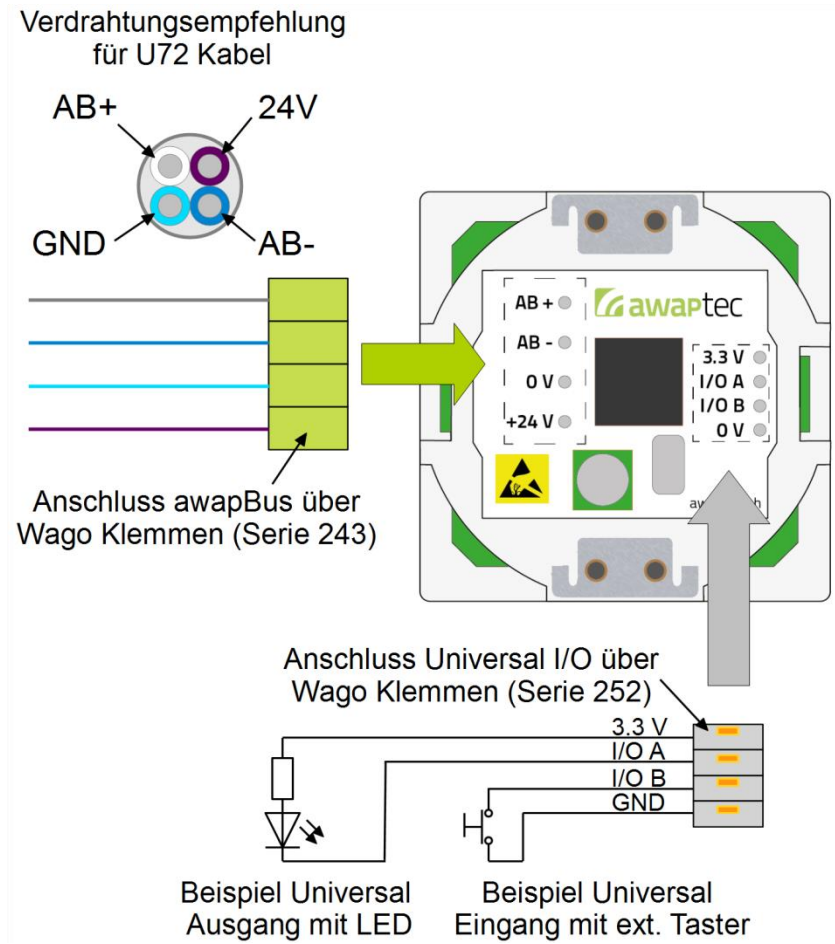 Verdrahtungsempfehlung
für U72 Kabel
AB+
24V
GND
AB-
AB +
AB -
0 V
+24 V
awaptec
3.3 V
I/O A
I/O B
0 V
Anschluss awapBus über
Wago Klemmen (Serie 243)
Anschluss Universal I/O über
Wago Klemmen (Serie 252)
3.3 V
I/O A
I/O B
GND
Beispiel Universal
Ausgang mit LED
Beispiel Universal
Eingang mit ext. Taster